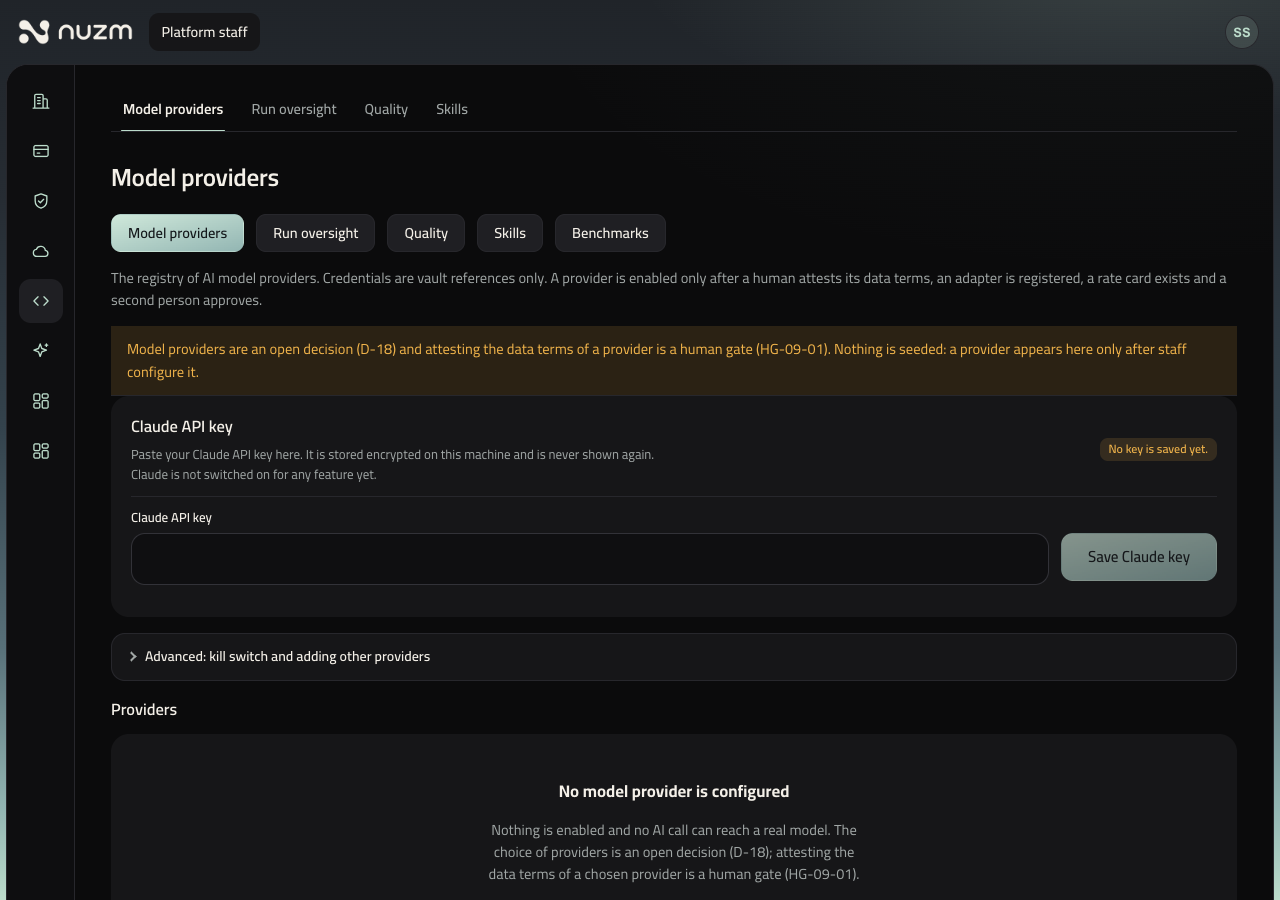 nuzm
Platform staff
SS
Model providers
Run oversight
Quality
Skills
Model providers
Model providers
Run oversight
Quality
Skills
Benchmarks
The registry of AI model providers. Credentials are vault references only. A provider is enabled only after a human attests its data terms, an adapter is registered, a rate card exists and a
second person approves.
Model providers are an open decision (D-18) and attesting the data terms of a provider is a human gate (HG-09-01). Nothing is seeded: a provider appears here only after staff
configure it.
Claude API key
Paste your Claude API key here. It is stored encrypted on this machine and is never shown again.
Claude is not switched on for any feature yet.
No key is saved yet.
Claude API key
Save Claude key
Advanced: kill switch and adding other providers
Providers
No model provider is configured
Nothing is enabled and no AI call can reach a real model. The
choice of providers is an open decision (D-18); attesting the
data terms of a chosen provider is a human gate (HG-09-01).